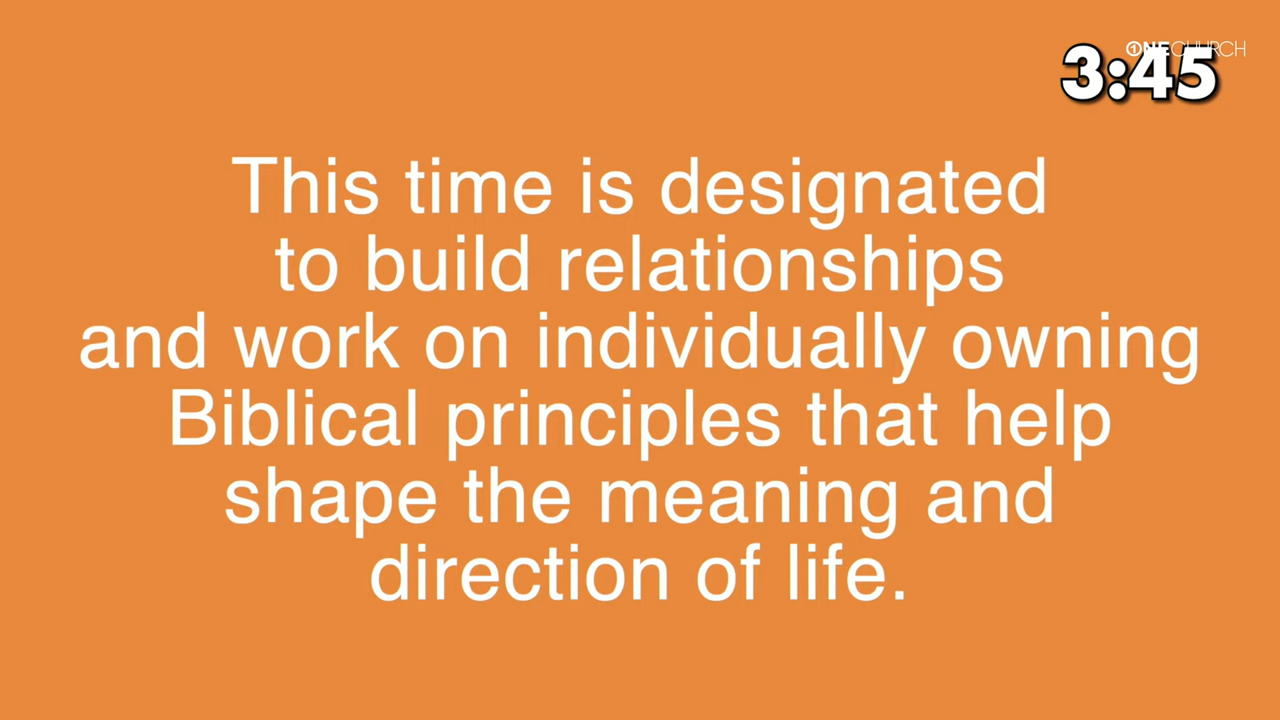 ONECHURCH
3:45
This time is designated
to build relationships
and work on individually owning
Biblical principles that help
shape the meaning and
direction of life.